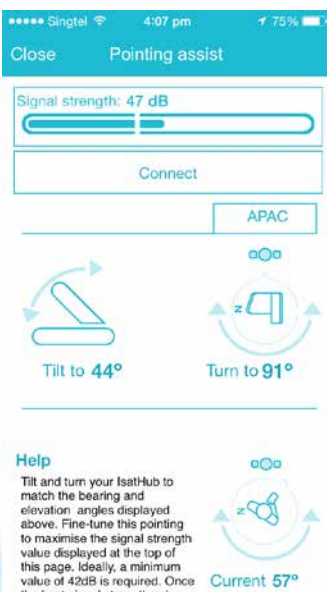 Singtel 4:07 pm 75%
Close Pointing assist
Signal strength: 47 dB
Connect
APAC
N
Tilt to 44° Turn to 91°
Help
Tilt and turn your IsatHub to
match the bearing and
elevation angles displayed
above. Fine-tune this pointing
to maximise the signal strength
value displayed at the top of
this page. Ideally, a minimum
value of 42dB is required. Once
N
Current 57°